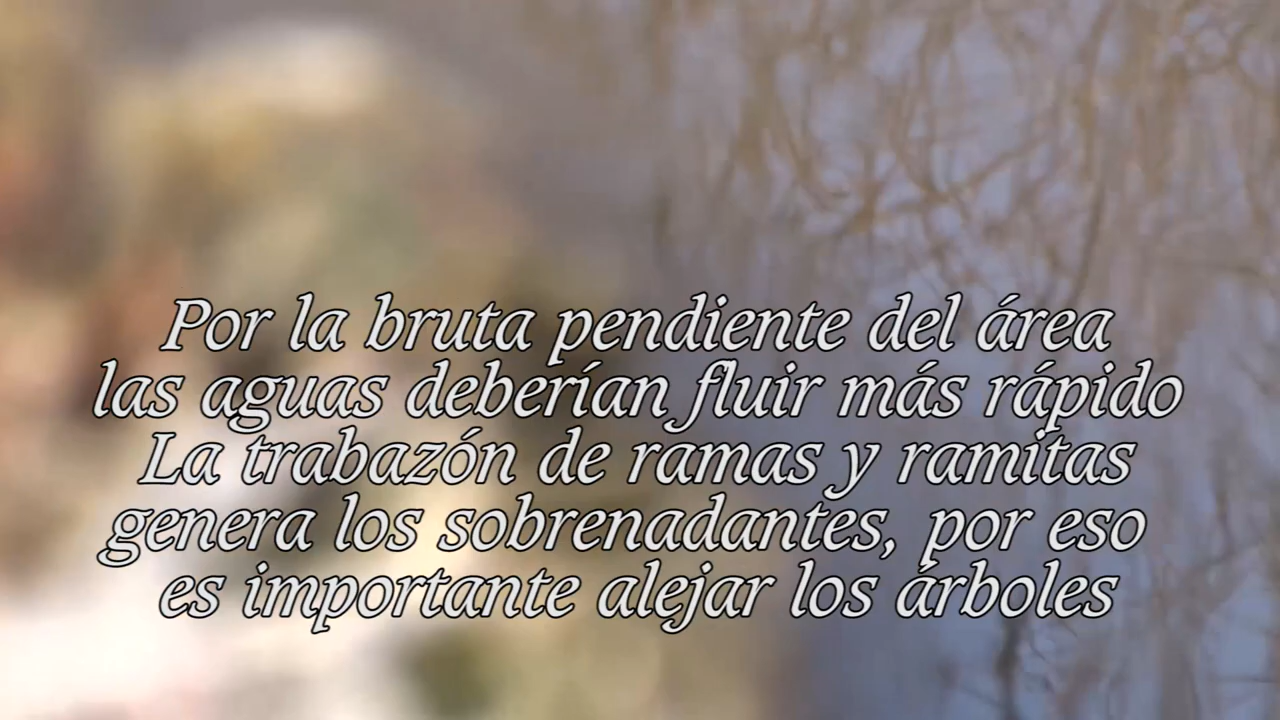 Por la bruta pendiente del área
las aguas deberían fluir más rápido
La trabazón de ramas y ramitas
genera los sobrenadantes, por eso
es importante alejar los árboles